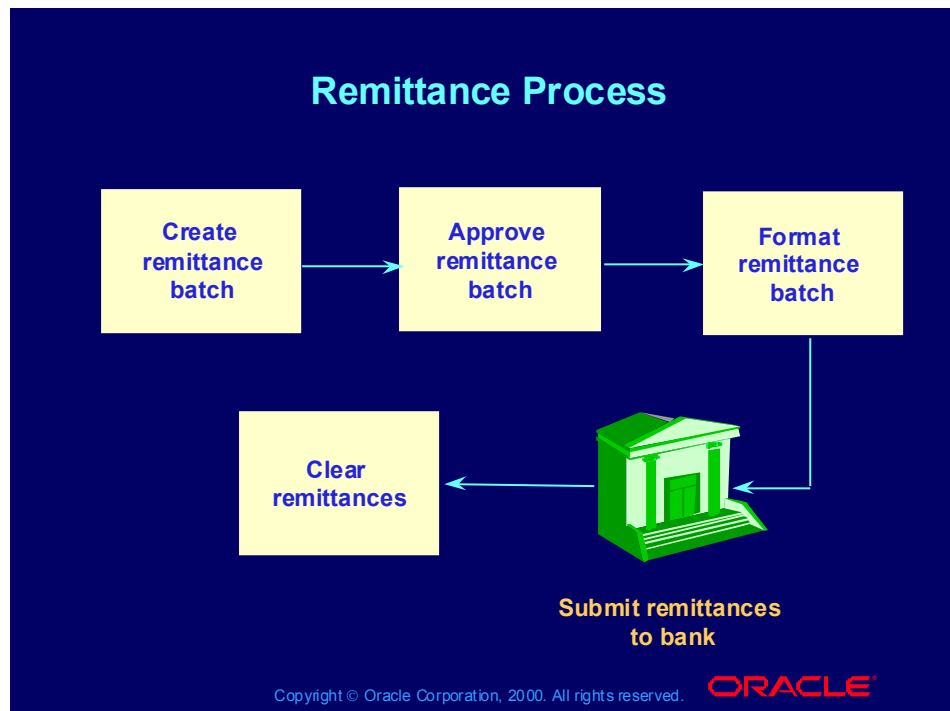 Remittance Process
Create
remittance
batch
Approve
remittance
batch
Format
remittance
batch
Clear
remittances
Submit remittances
to bank
Copyright © Oracle Corporation, 2000. All rights reserved.
ORACLE®